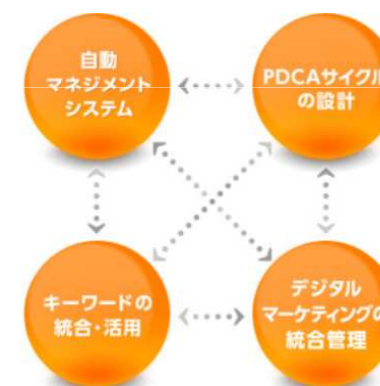 自動
マネジメント
システム
PDCAサイクル
の設計
キーワードの
統合・活用
デジタル
マーケティングの
統合管理